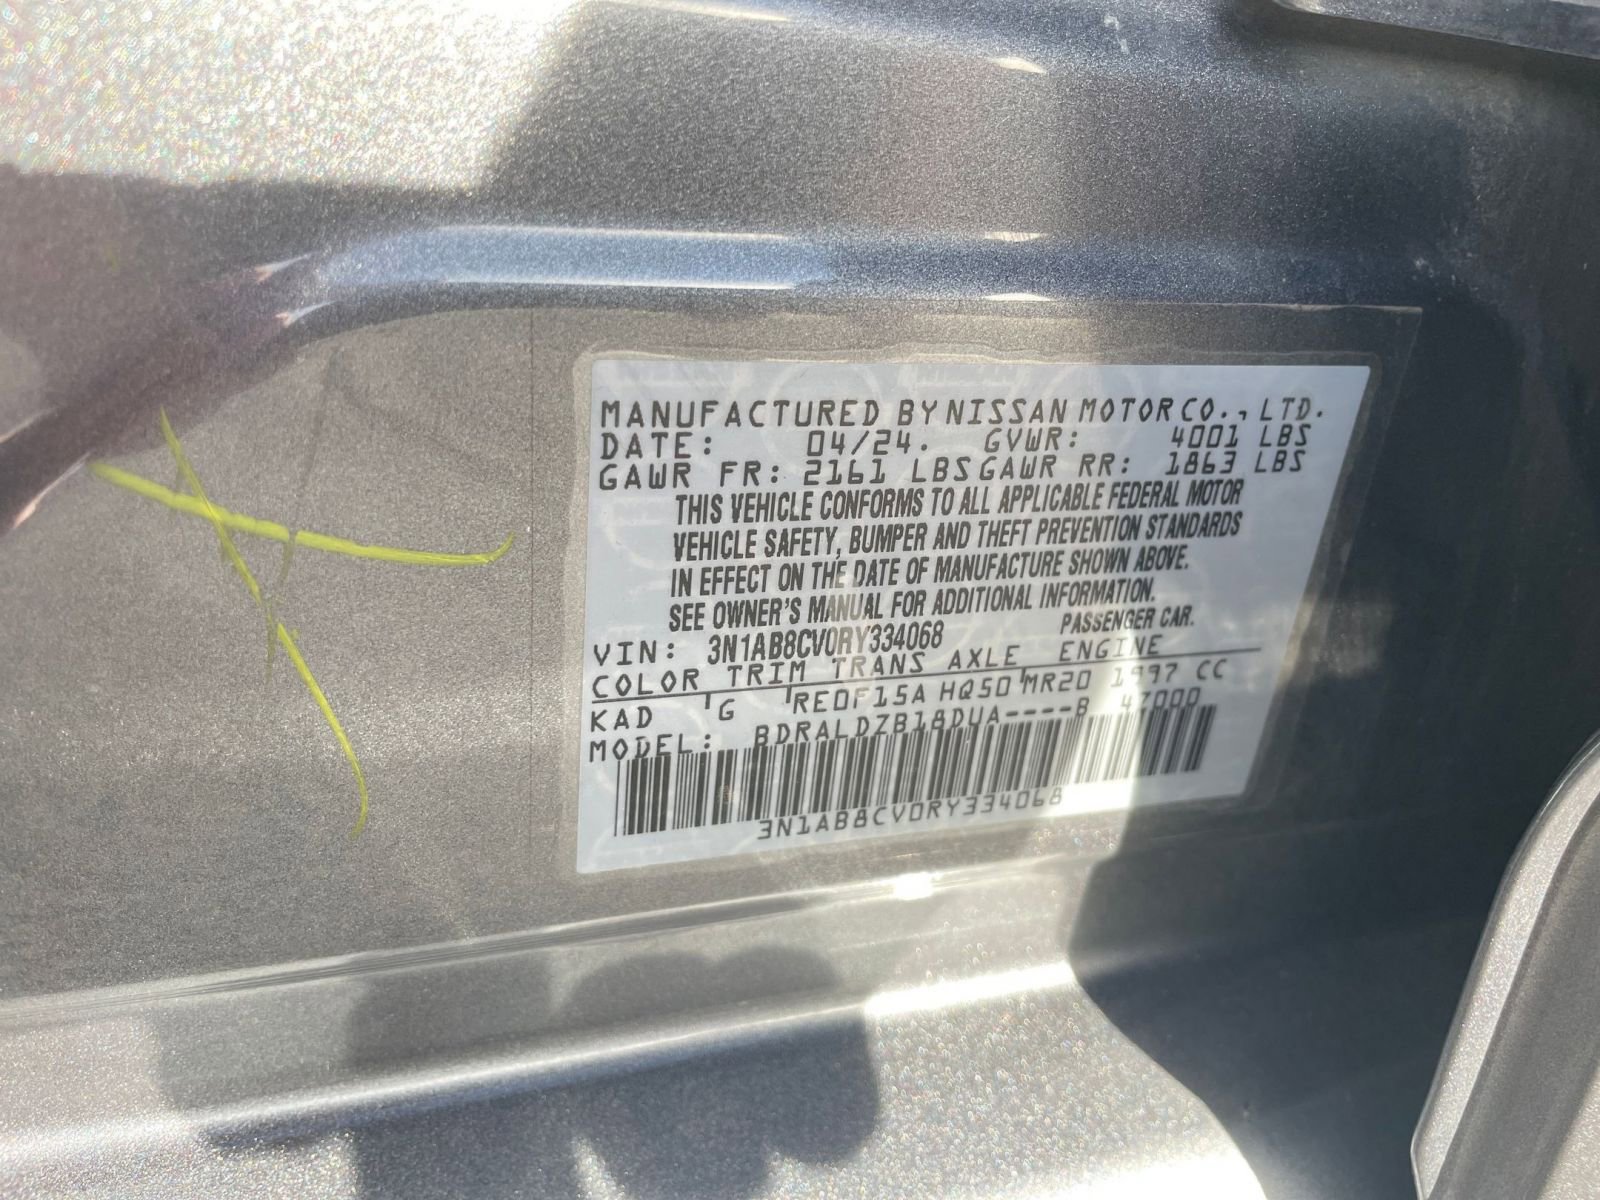 MANUFACTURED BY NISSAN MOTOR CO., LTD.
DATE: 04/24. GVWR: 4001 LBS
GAWR FR: 2161 LBS GAWR RR: 1863 LBS
THIS VEHICLE CONFORMS TO ALL APPLICABLE FEDERAL MOTOR
VEHICLE SAFETY, BUMPER AND THEFT PREVENTION STANDARDS
IN EFFECT ON THE DATE OF MANUFACTURE SHOWN ABOVE.
SEE OWNER'S MANUAL FOR ADDITIONAL INFORMATION.
VIN: 3N1AB8CV0RY334068 PASSENGER CAR.
COLOR TRIM TRANS AXLE ENGINE
KAD G RE0F15A HQ50 MR20 1997 CC
MODEL: BDRALDZB18DUA----B 47000
3N1AB8CV0RY334068